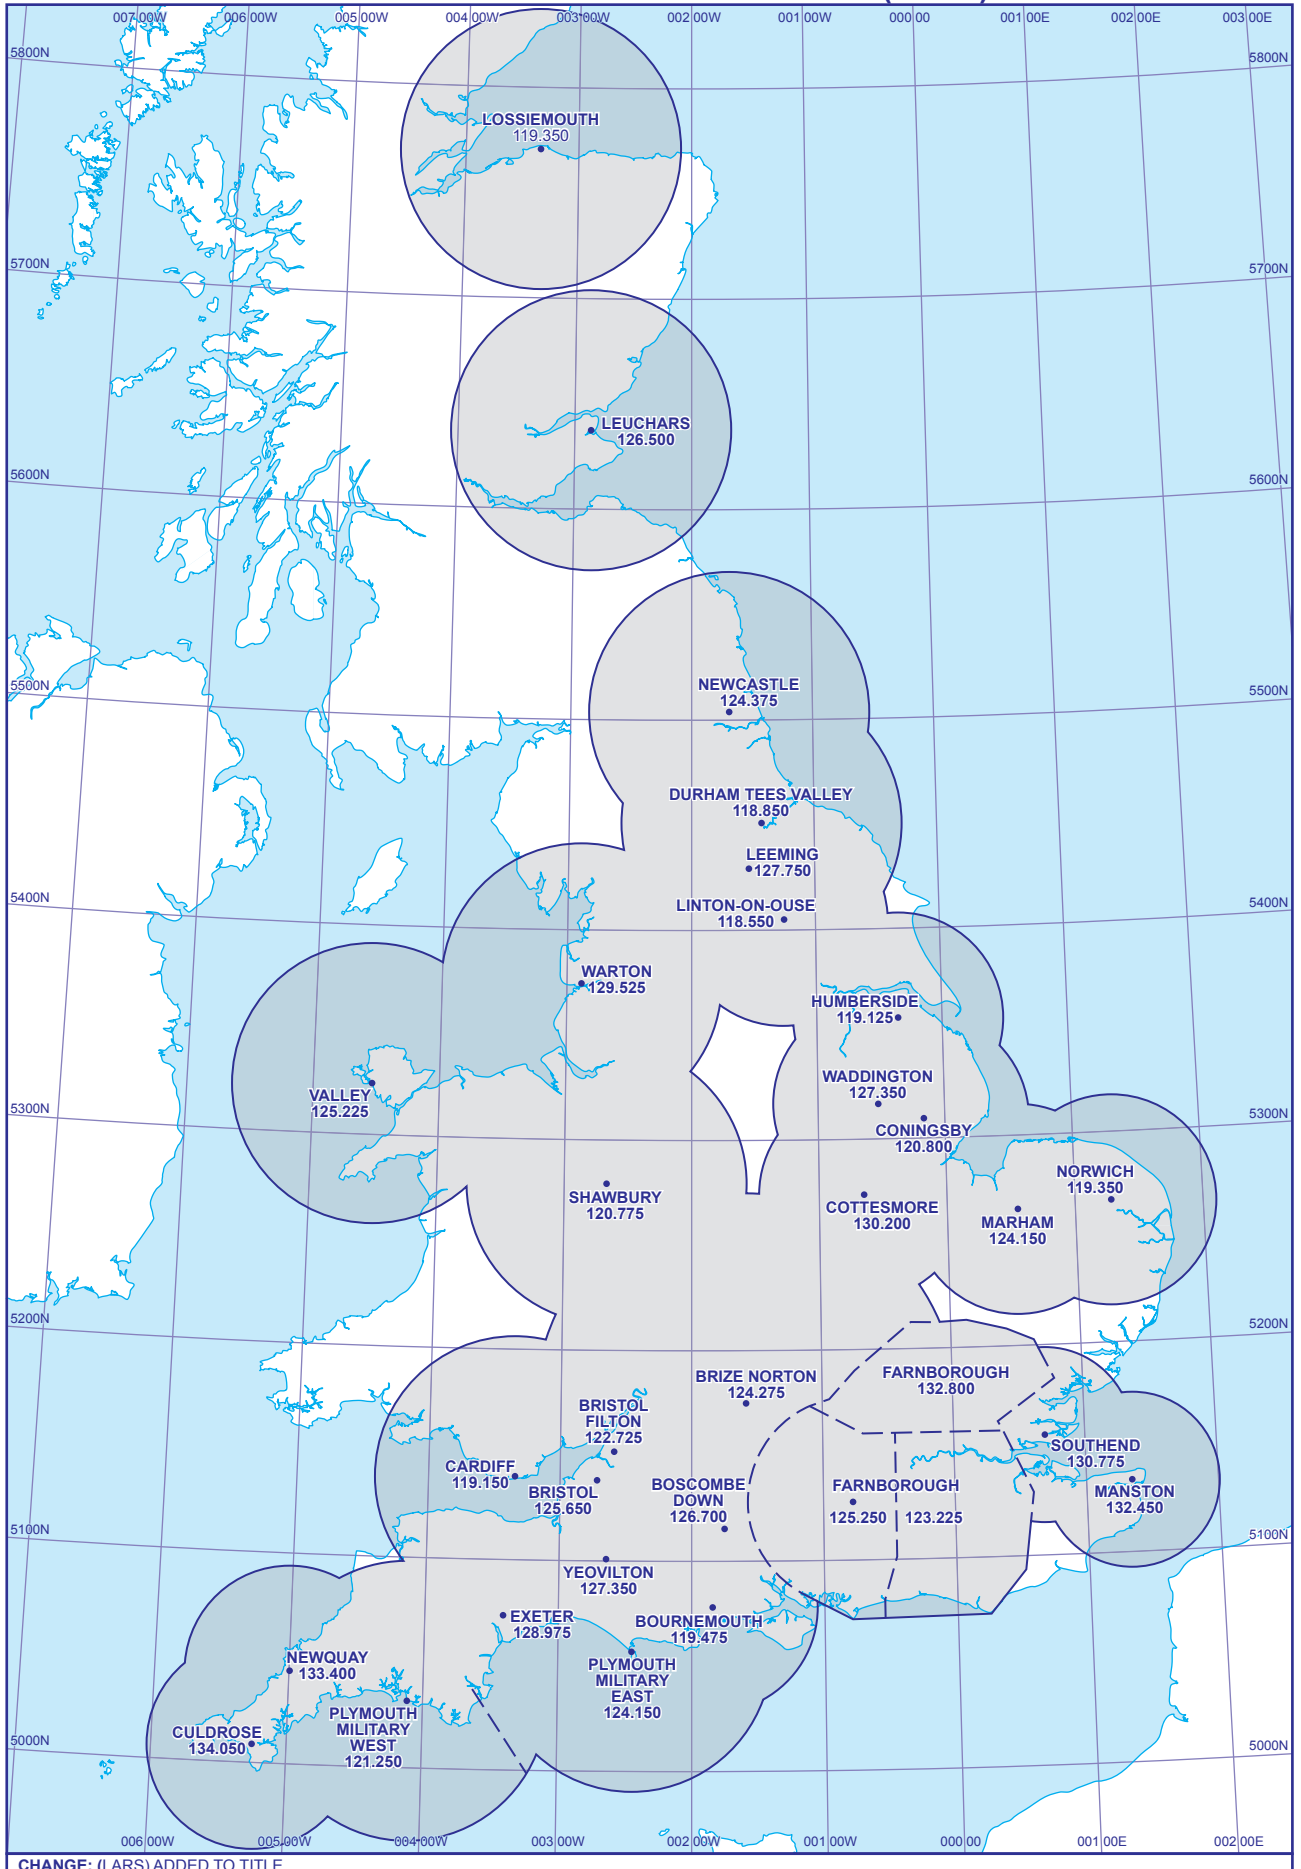 007 00W 006 00W 005 00W 004 00W 003 00W 002 00W 001 00W 000 00 001 00E 002 00E 003 00E
5800N 5800N
LOSSIEMOUTH
119.350
5700N 5700N
LEUCHARS
126.500
5600N 5600N
NEWCASTLE
124.375
5500N 5500N
DURHAM TEES VALLEY
118.850
LEEMING
127.750
LINTON-ON-OUSE
118.550
5400N 5400N
WARTON
129.525
HUMBERSIDE
119.125
WADDINGTON
127.350
VALLEY
125.225
5300N 5300N
CONINGSBY
120.800
NORWICH
119.350
SHAWBURY
120.775
COTTESMORE
130.200
MARHAM
124.150
5200N 5200N
BRIZE NORTON
124.275
FARNBOROUGH
132.800
BRISTOL
FILTON
122.725
SOUTHEND
130.775
CARDIFF
119.150
BRISTOL
125.650
BOSCOMBE
DOWN
126.700
FARNBOROUGH
125.250 123.225
MANSTON
132.450
5100N 5100N
YEOVILTON
127.350
EXETER
128.975
BOURNEMOUTH
119.475
NEWQUAY
133.400
PLYMOUTH
MILITARY
EAST
124.150
CULDROSE
134.050
PLYMOUTH
MILITARY
WEST
121.250
5000N 5000N
006 00W 005 00W 004 00W 003 00W 002 00W 001 00W 000 00 001 00E 002 00E
CHANGE: (LARS) ADDED TO TITLE